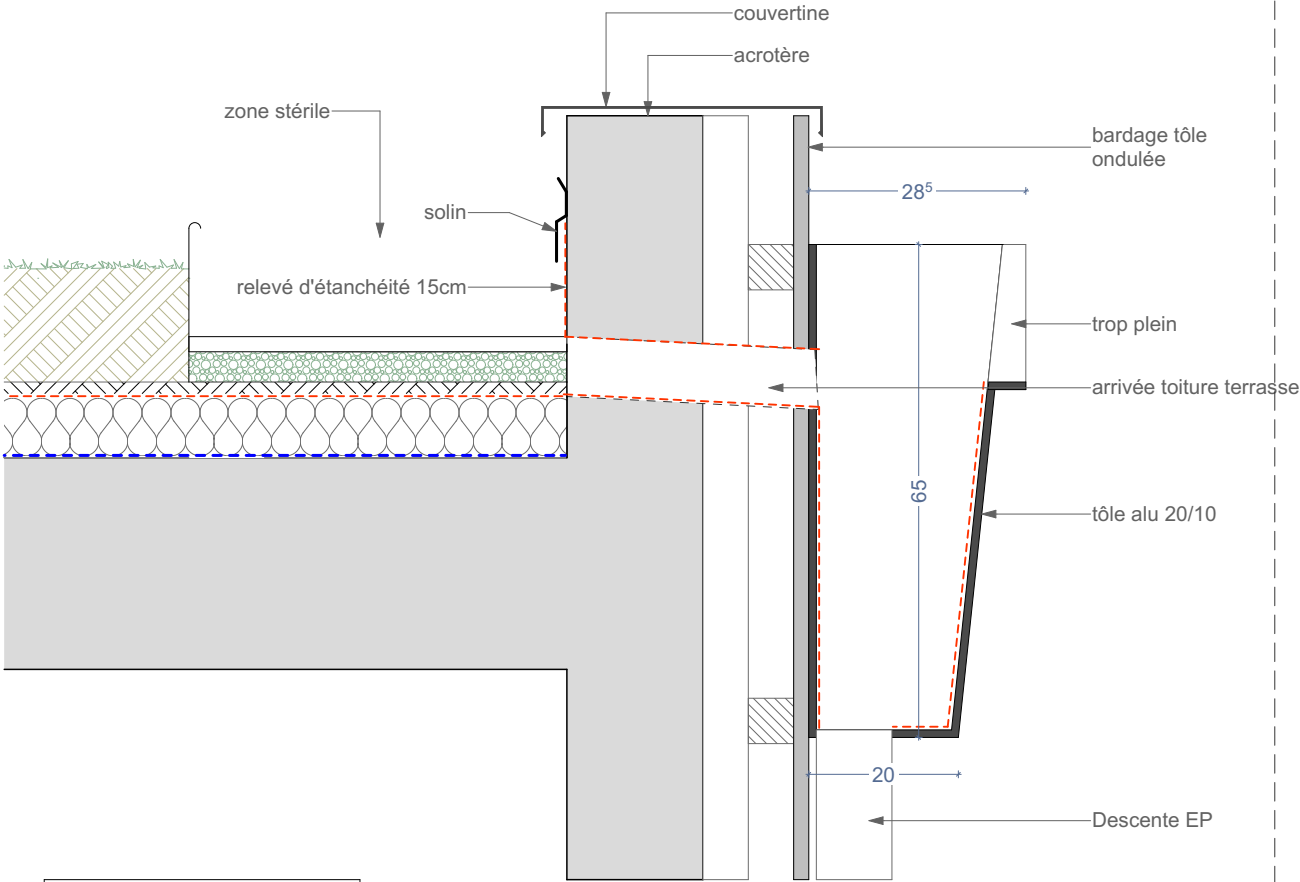 couvertine
acrotère
zone stérile
bardage tôle
ondulée
28⁵
solin
relevé d'étanchéité 15cm
trop plein
arrivée toiture terrasse
65
tôle alu 20/10
20
Descente EP